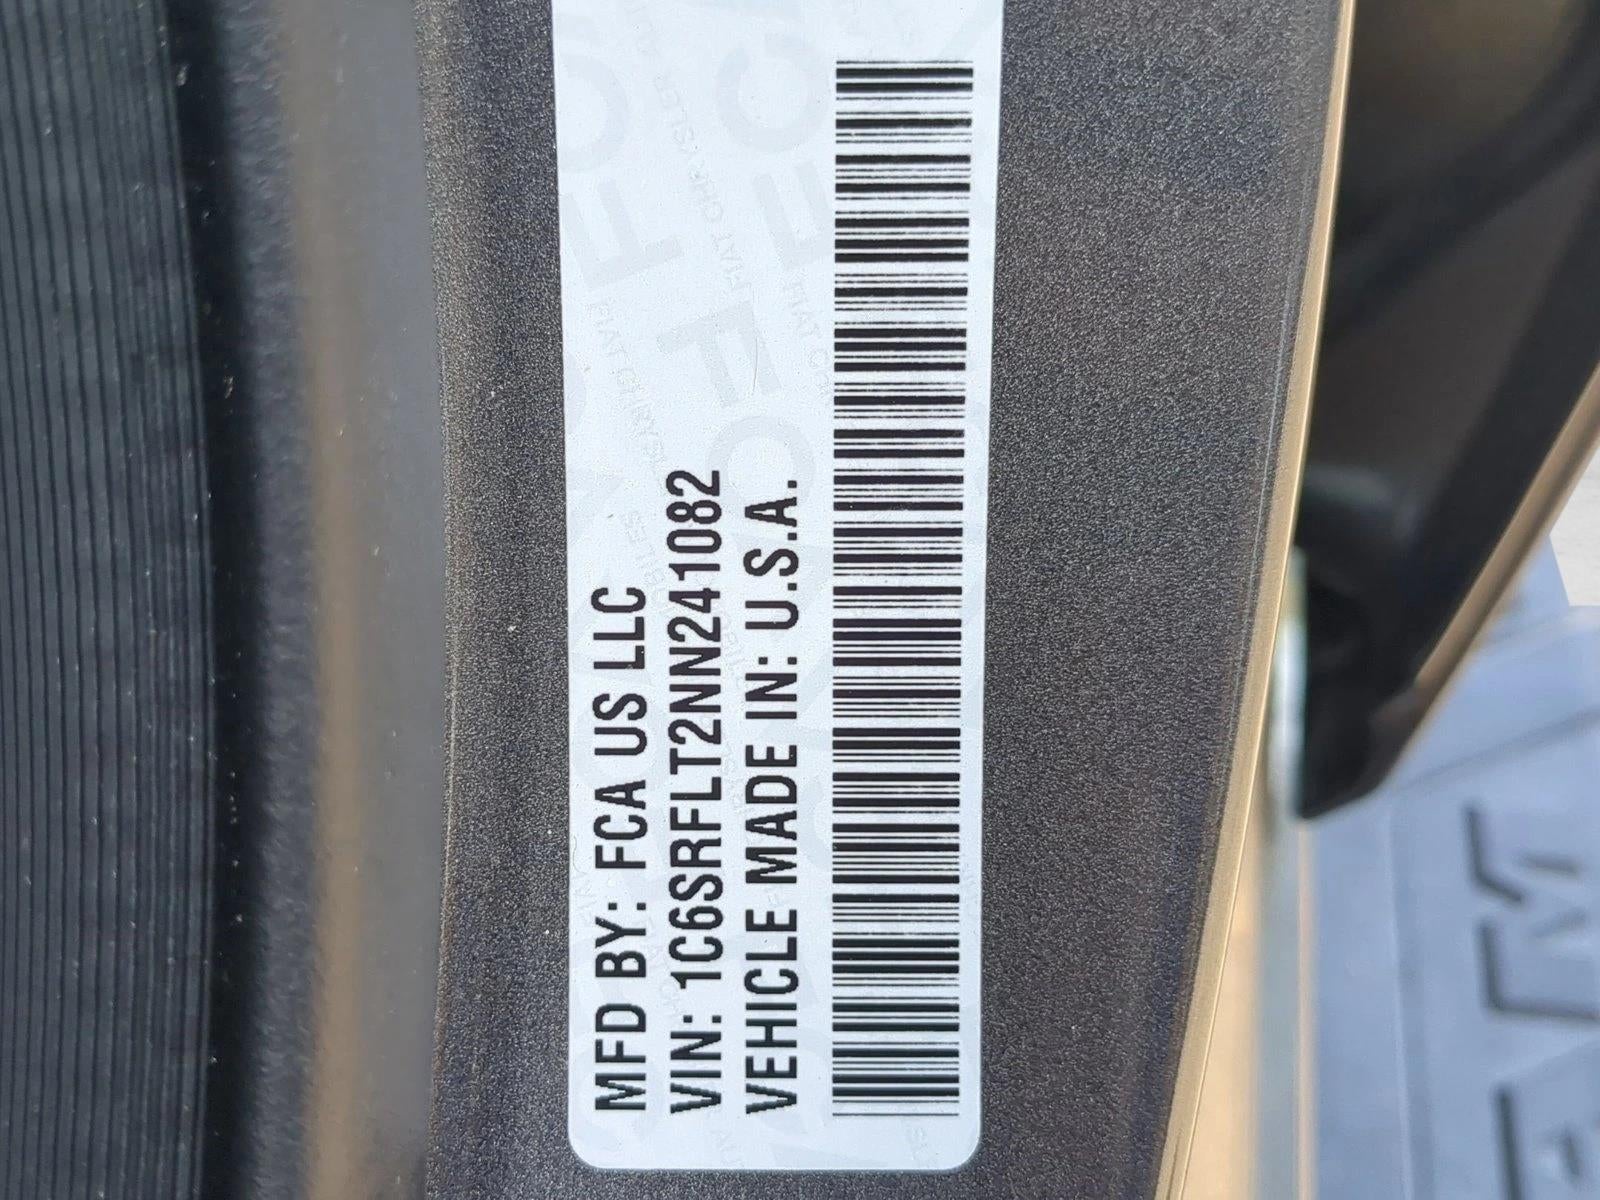 MFD BY: FCA US LLC
VIN: 1C6SRFLT2NN241082
VEHICLE MADE IN: U.S.A.